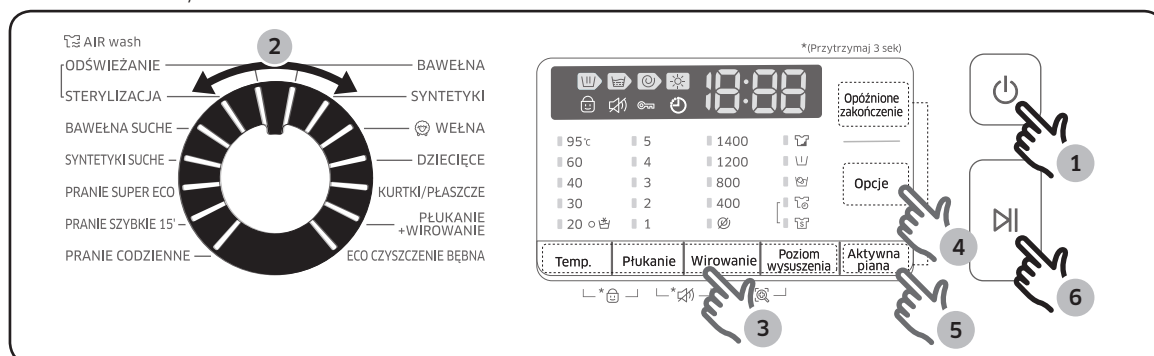 AIR wash
ODŚWIEŻANIE
STERYLIZACJA
BAWEŁNA SUCHE
SYNTETYKI SUCHE
PRANIE SUPER ECO
PRANIE SZYBKIE 15'
PRANIE CODZIENNE
2
BAWEŁNA
SYNTETYKI
WEŁNA
DZIECIĘCE
KURTKI/PŁASZCZE
PŁUKANIE
+WIROWANIE
ECO CZYSZCZENIE BĘBNA
*(Przytrzymaj 3 sek)
18:88
Opóźnione
zakończenie
95°c 5 1400
60 4 1200
40 3 800
30 2 400
20 1
Opcje
Temp. Płukanie Wirowanie Poziom wysuszenia Aktywna piana
* *
1
4
3
5
6